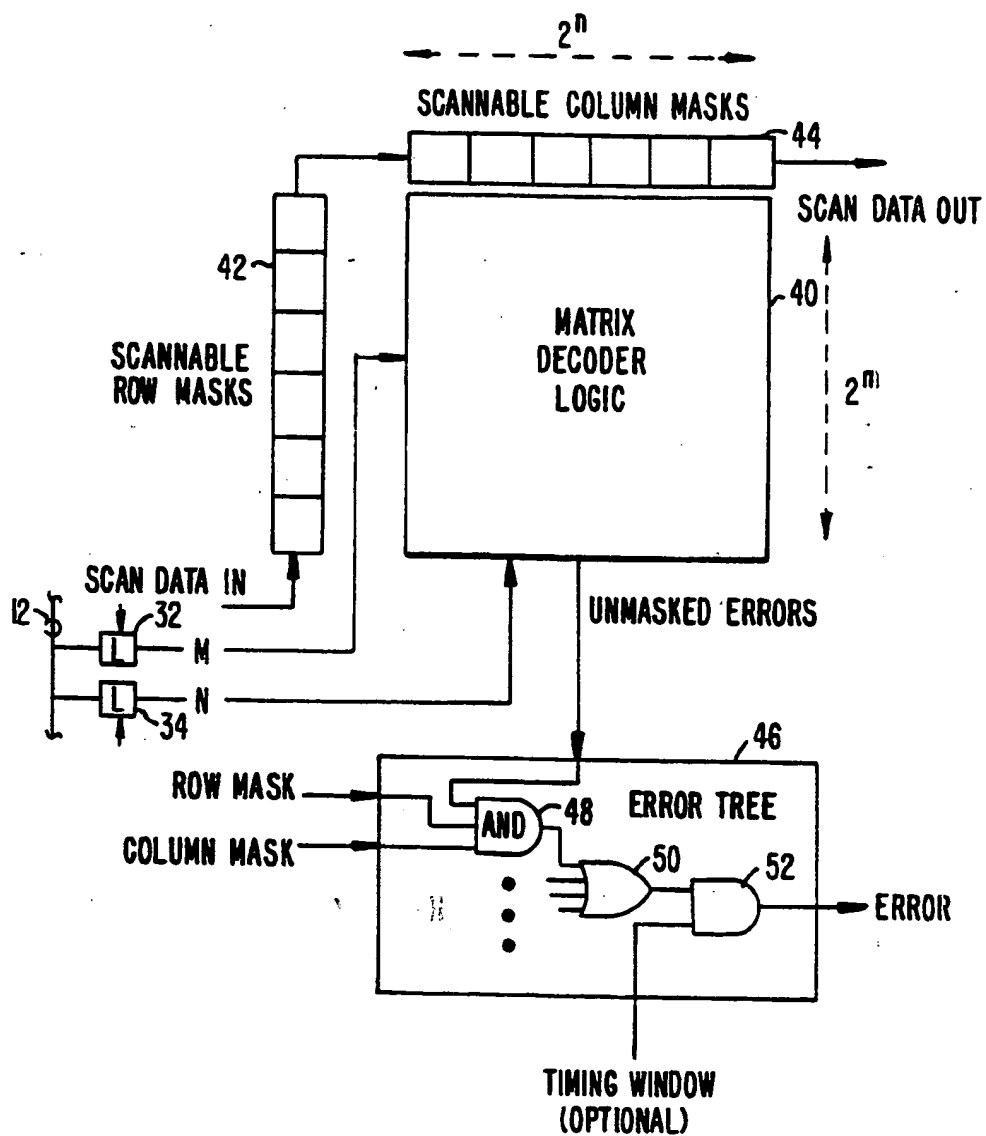 2ⁿ
SCANNABLE COLUMN MASKS
44
SCAN DATA OUT
42
40
MATRIX
DECODER
LOGIC
SCANNABLE
ROW MASKS
2ᵐ
SCAN DATA IN
12
32
L
M
UNMASKED ERRORS
L
N
34
46
ROW MASK
AND
48
ERROR TREE
COLUMN MASK
50
52
ERROR
TIMING WINDOW
(OPTIONAL)